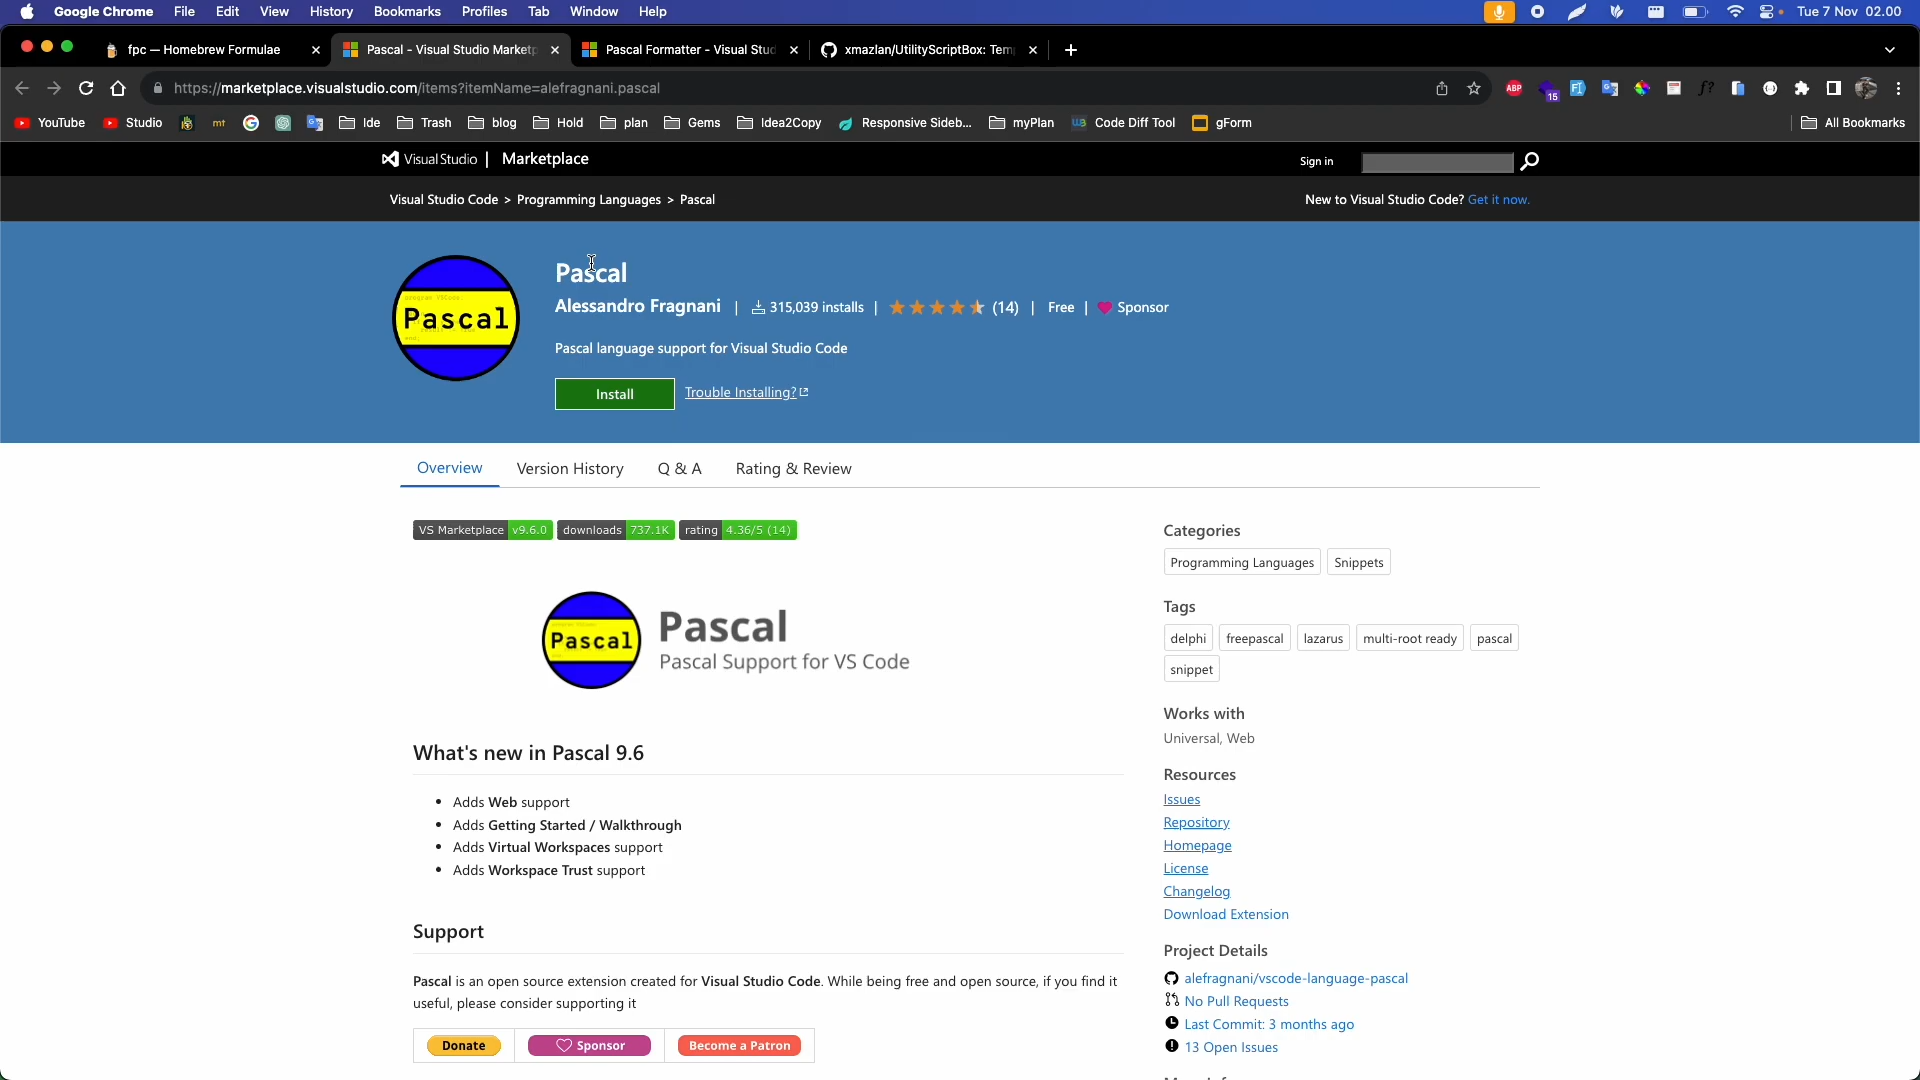 Google Chrome File Edit View History Bookmarks Profiles Tab Window Help Tue 7 Nov 02.00
fpc — Homebrew Formulae Pascal - Visual Studio Market Pascal Formatter - Visual Stud xmazlan/UtilityScriptBox: Tem
https://marketplace.visualstudio.com/items?itemName=alefragnani.pascal ABP 15
YouTube Studio mt Ide Trash blog Hold plan Gems Idea2Copy Responsive Sideb... myPlan Code Diff Tool gForm All Bookmarks
Visual Studio | Marketplace Sign in
Visual Studio Code > Programming Languages > Pascal New to Visual Studio Code? Get it now.
Pascal
Pascal
Alessandro Fragnani | 315,039 installs | (14) | Free | Sponsor
Pascal language support for Visual Studio Code
Install Trouble Installing?
Overview Version History Q & A Rating & Review
VS Marketplace v9.6.0 downloads 737.1K rating 4.36/5 (14)
Pascal
Pascal
Pascal Support for VS Code
What's new in Pascal 9.6
• Adds Web support
• Adds Getting Started / Walkthrough
• Adds Virtual Workspaces support
• Adds Workspace Trust support
Support
Pascal is an open source extension created for Visual Studio Code. While being free and open source, if you find it
useful, please consider supporting it
Donate Sponsor Become a Patron
Categories
Programming Languages Snippets
Tags
delphi freepascal lazarus multi-root ready pascal
snippet
Works with
Universal, Web
Resources
Issues
Repository
Homepage
License
Changelog
Download Extension
Project Details
alefragnani/vscode-language-pascal
No Pull Requests
Last Commit: 3 months ago
13 Open Issues